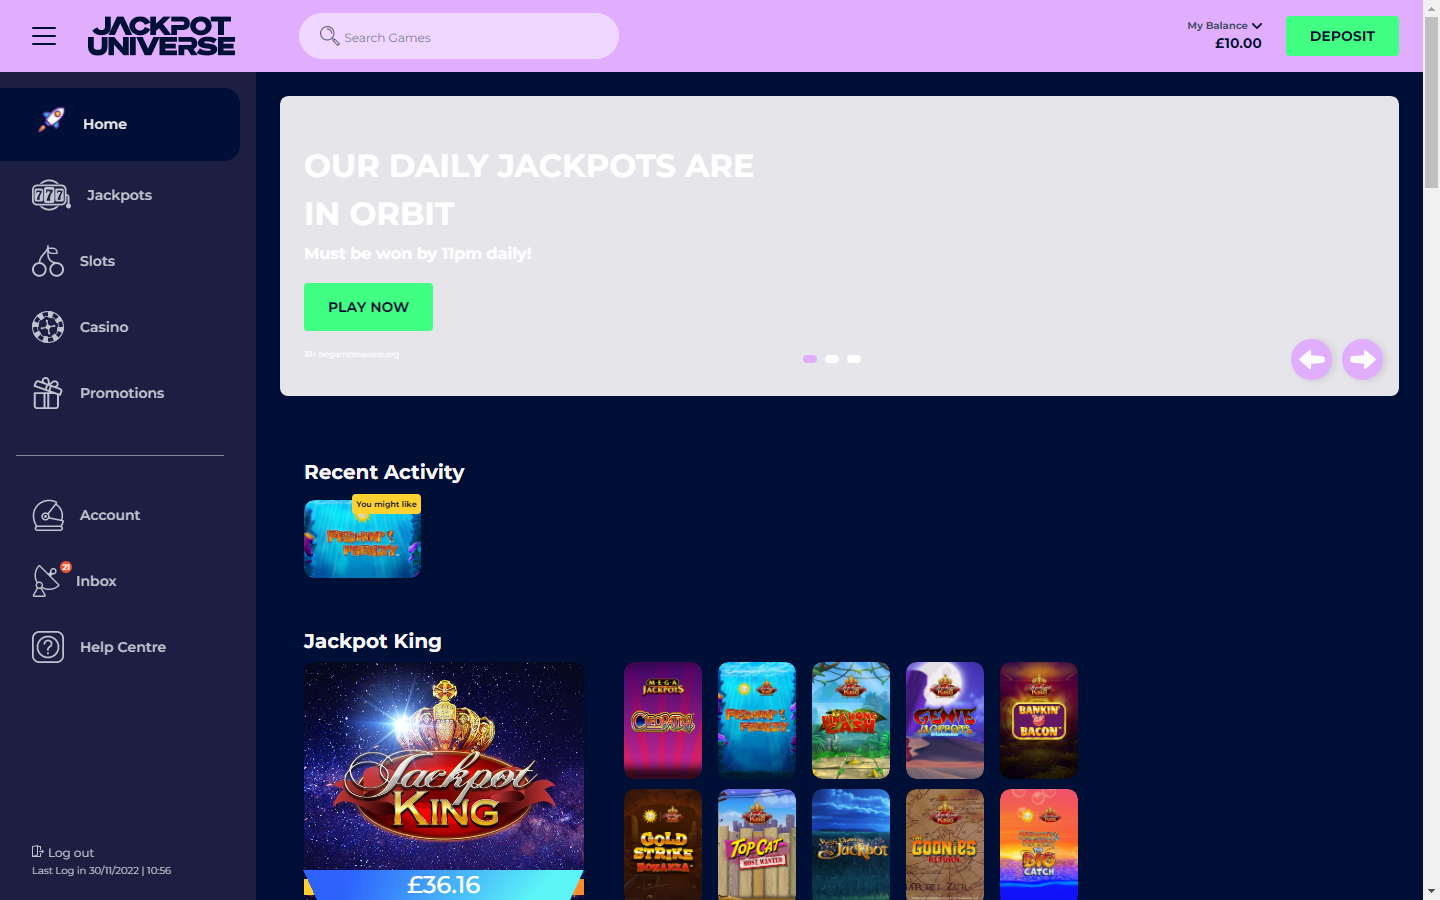 JACKPOT
UNIVERSE
Search Games
My Balance
£10.00
DEPOSIT
Home
777
Jackpots
Slots
Casino
Promotions
Account
21
Inbox
Help Centre
Log out
Last Log in 30/11/2022 | 10:56
OUR DAILY JACKPOTS ARE
IN ORBIT
Must be won by 11pm daily!
PLAY NOW
18+ begambleaware.org
Recent Activity
You might like
FISHIN'
FRENZY
Jackpot King
Jackpot
KING
£36.16
MEGA
JACKPOTS
CLEOPATRA
FISHIN'
FRENZY
KING KONG
CASH
GENIE
JACKPOTS
BANKIN'
BACON
GOLD
STRIKE
BONANZA
TOP CAT
MOST WANTED
Jackpot
THE
GOONIES
RETURN
BIG
CATCH